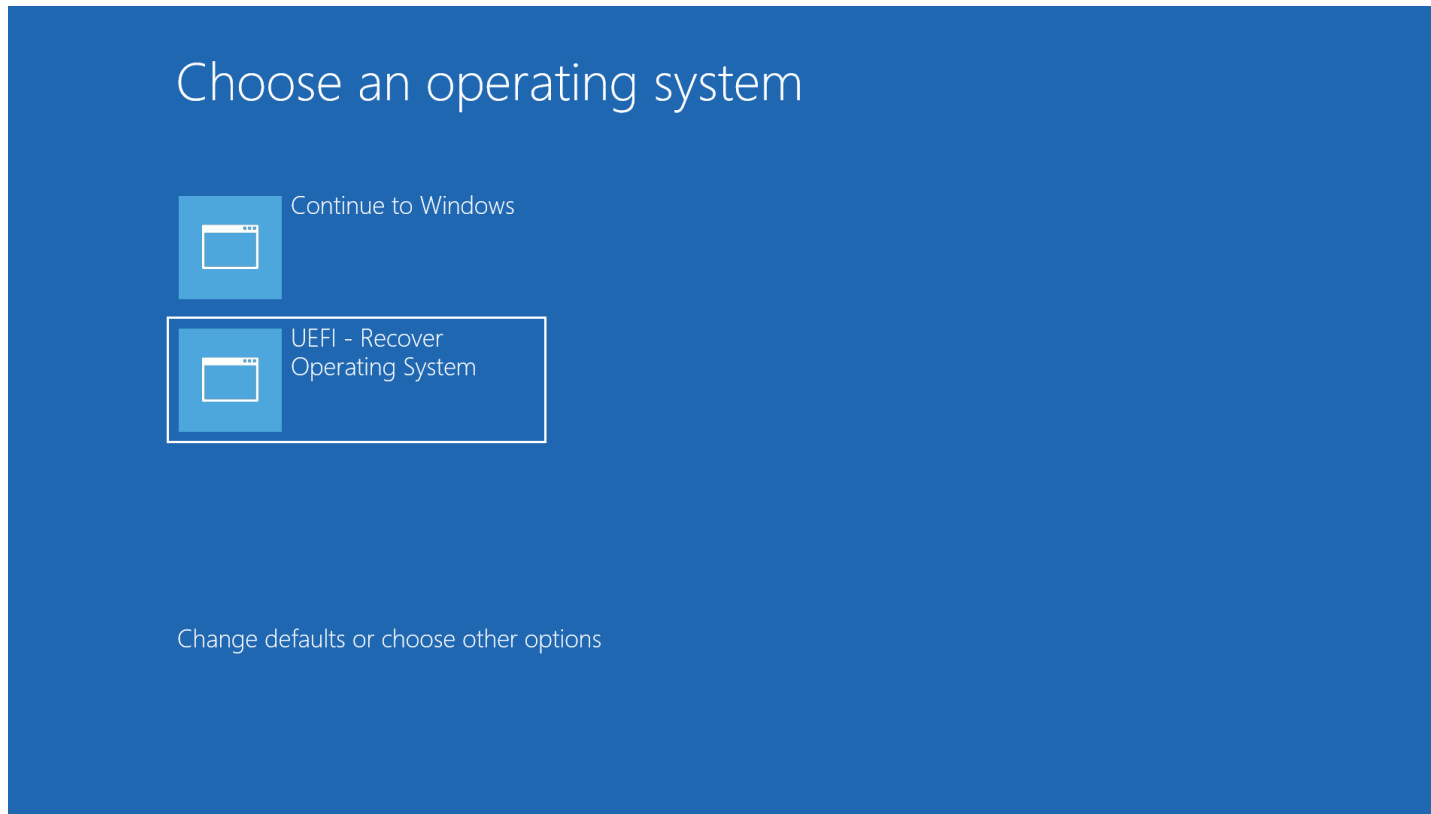 Choose an operating system
Continue to Windows
UEFI - Recover
Operating System
Change defaults or choose other options